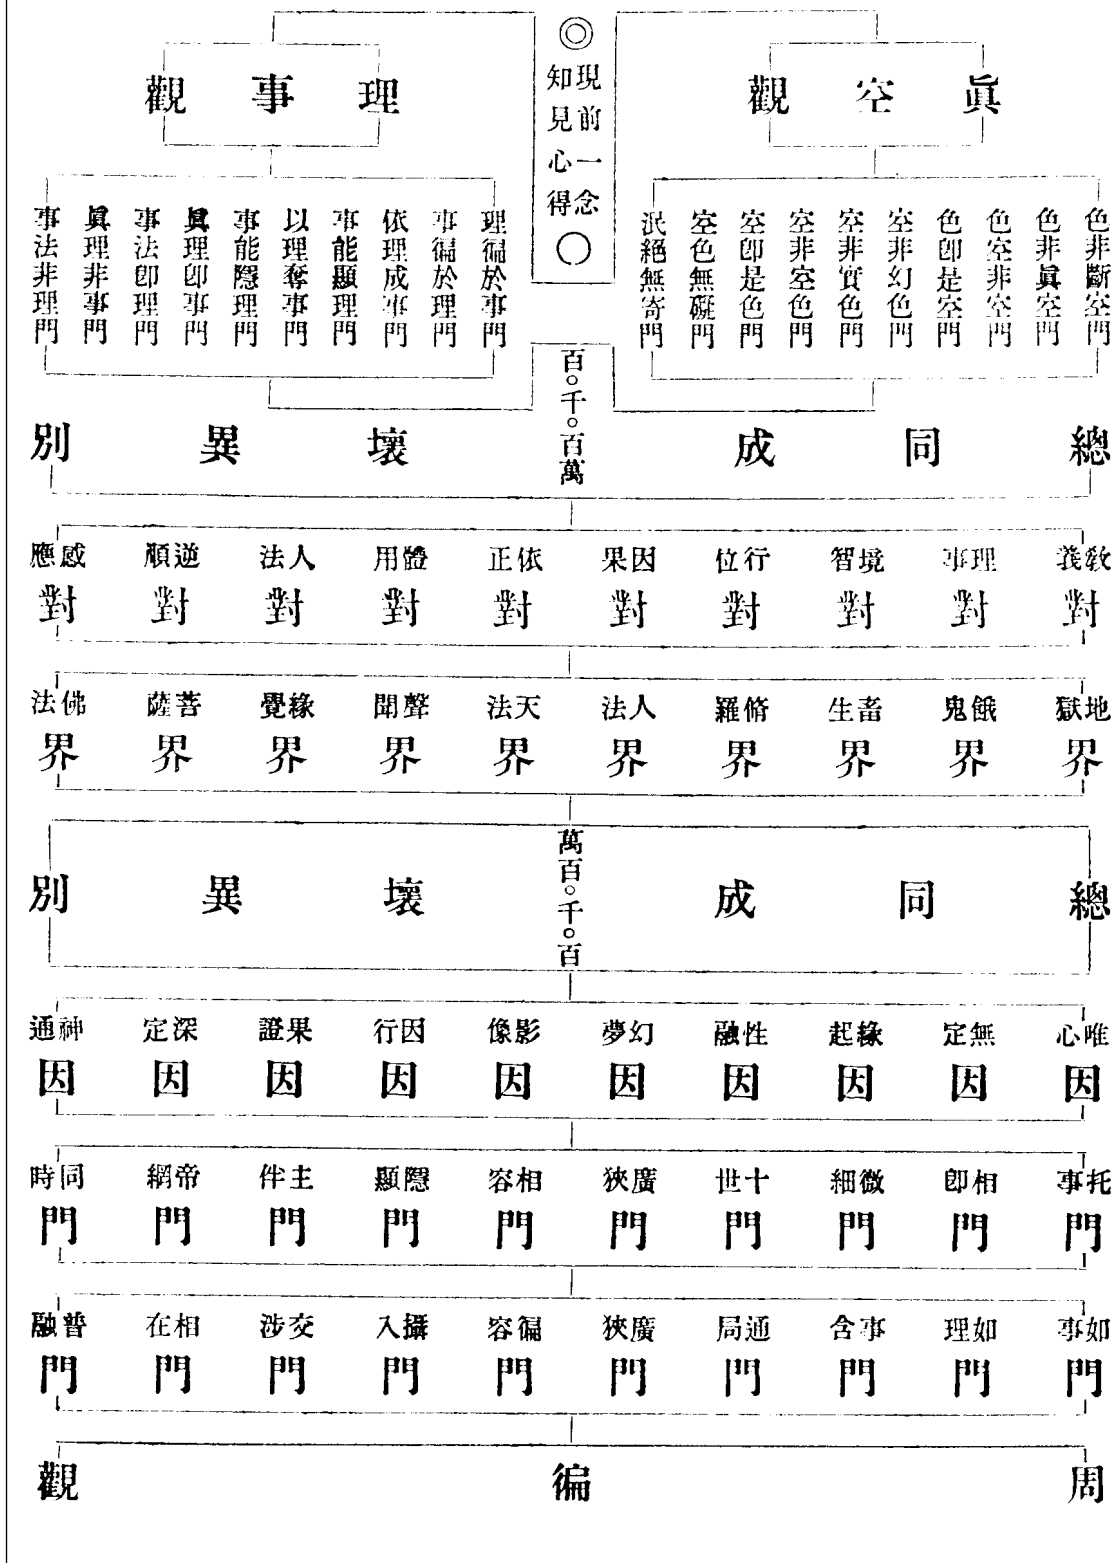 ◎
現前一念
知見心得
○
眞空觀
色非斷空門
色非眞空門
色空非空門
色卽是空門
空非幻色門
空非實色門
空非空色門
空卽是色門
空色無礙門
泯絕無寄門
理事觀
理徧於事門
事徧於理門
依理成事門
事能顯理門
以理奪事門
事能隱理門
眞理卽事門
事法卽理門
眞理非事門
事法非理門
百○千○百萬
總同成壞異別
敎義對
理事對
境智對
行位對
因果對
依正對
體用對
人法對
逆順對
感應對
地獄界
餓鬼界
畜生界
脩羅界
人法界
天法界
聲聞界
緣覺界
菩薩界
佛法界
萬百○千○百
總同成壞異別
唯心因
無定因
緣起因
性融因
幻夢因
影像因
因行因
果證因
深定因
神通因
托事門
相卽門
微細門
十世門
廣狹門
相容門
隱顯門
主伴門
帝網門
同時門
如事門
如理門
事含門
通局門
廣狹門
徧容門
攝入門
交涉門
相在門
普融門
周徧觀